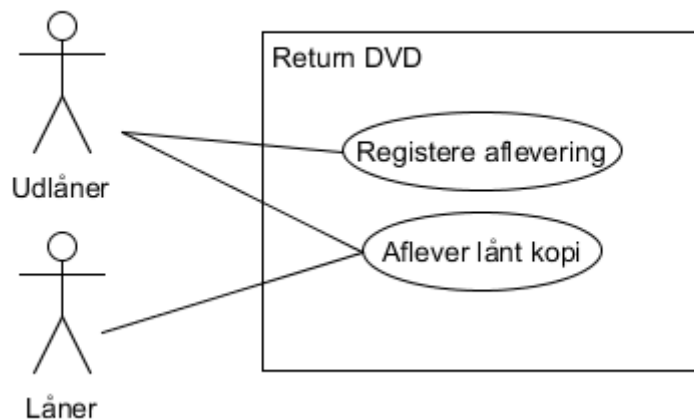 Return DVD
Registere aflevering
Udlåner
Aflever lånt kopi
Låner